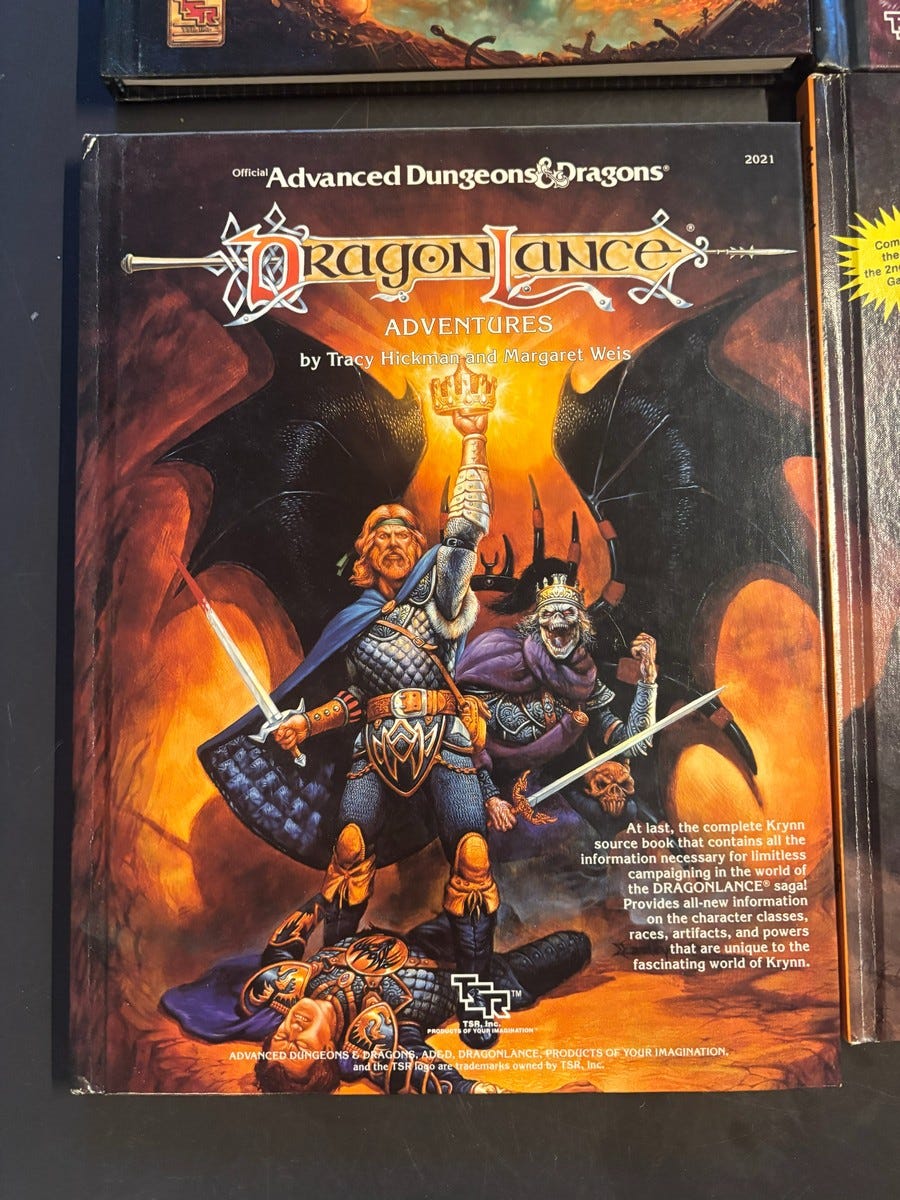 TSR
Official Advanced Dungeons & Dragons®
2021
DRAGONLANCE®
ADVENTURES
by Tracy Hickman and Margaret Weis
At last, the complete Krynn
source book that contains all the
information necessary for limitless
campaigning in the world of
the DRAGONLANCE® saga!
Provides all-new information
on the character classes,
races, artifacts, and powers
that are unique to the
fascinating world of Krynn.
TSR™
TSR, Inc.
PRODUCTS OF YOUR IMAGINATION™
ADVANCED DUNGEONS & DRAGONS, AD&D, DRAGONLANCE, PRODUCTS OF YOUR IMAGINATION,
and the TSR logo are trademarks owned by TSR, Inc.
the
the 2n